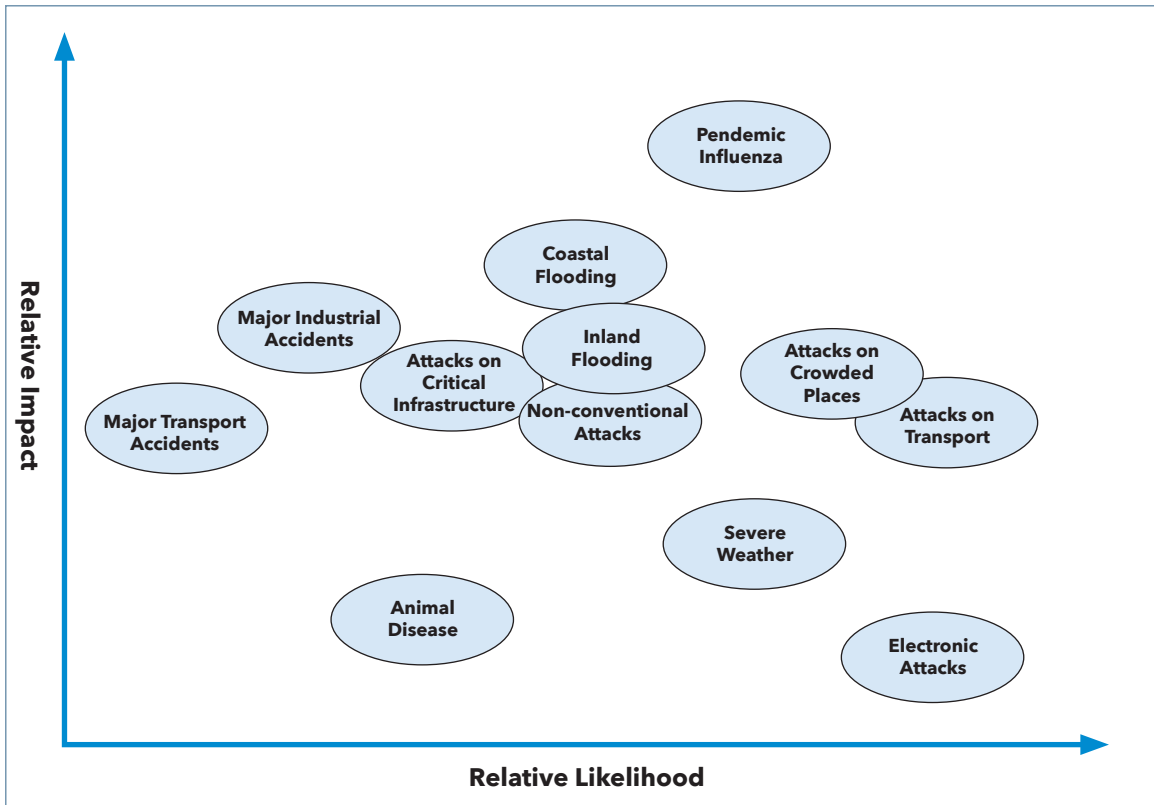 Pendemic
Influenza
Coastal
Flooding
Major Industrial
Accidents
Inland
Flooding
Attacks on
Critical
Infrastructure
Attacks on
Crowded
Places
Major Transport
Accidents
Non-conventional
Attacks
Attacks on
Transport
Severe
Weather
Animal
Disease
Electronic
Attacks
Relative Impact
Relative Likelihood